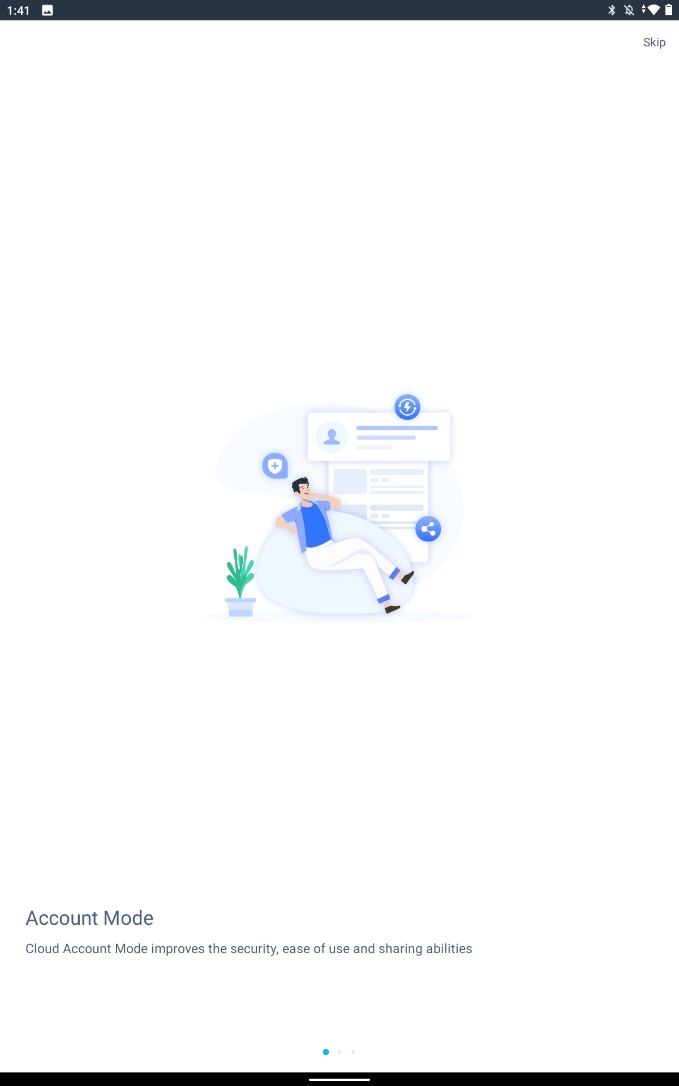 1:41
Skip
Account Mode
Cloud Account Mode improves the security, ease of use and sharing abilities